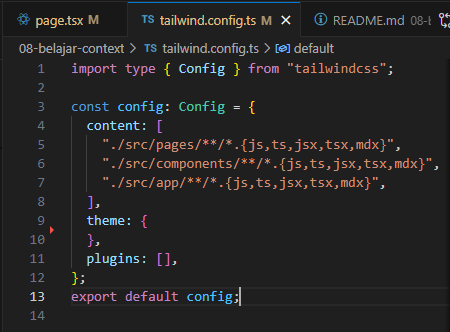 page.tsx TS tailwind.config.ts M README.md 08-b
08-belajar-context > TS tailwind.config.ts > default
1 import type { Config } from "tailwindcss";
2
3 const config: Config = {
4 content: [
5 "./src/pages/**/*.{js,ts,jsx,tsx,mdx}",
6 "./src/components/**/*.{js,ts,jsx,tsx,mdx}",
7 "./src/app/**/*.{js,ts,jsx,tsx,mdx}",
8 ],
9 theme: {
10 },
11 plugins: [],
12 };
13 export default config;
14